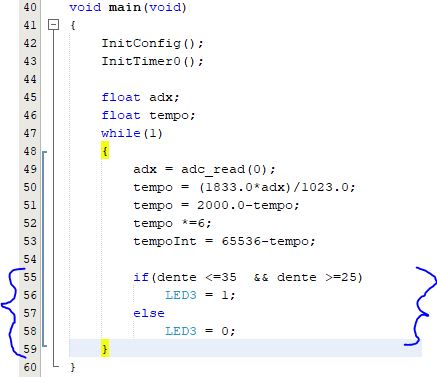 40 void main(void)
41 {
42 InitConfig();
43 InitTimer0();
44
45 float adx;
46 float tempo;
47 while(1)
48 {
49 adx = adc_read(0);
50 tempo = (1833.0*adx)/1023.0;
51 tempo = 2000.0-tempo;
52 tempo *=6;
53 tempoInt = 65536-tempo;
55 if(dente <=35 && dente >=25)
56 LED3 = 1;
57 else
58 LED3 = 0;
59 }
60 }